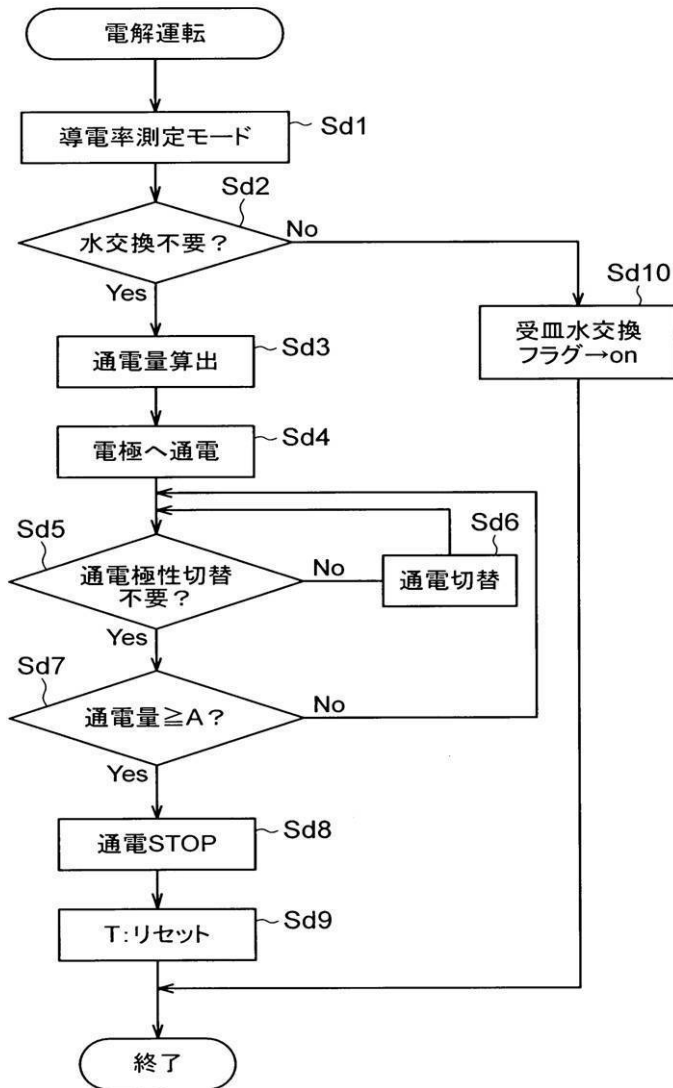 電解運転
導電率測定モード
Sd1
Sd2
水交換不要?
No
Yes
Sd10
受皿水交換
フラグ→on
通電量算出
Sd3
電極へ通電
Sd4
Sd5
通電極性切替
不要?
No
Sd6
通電切替
Yes
Sd7
通電量≧A?
No
Yes
通電STOP
Sd8
T:リセット
Sd9
終了